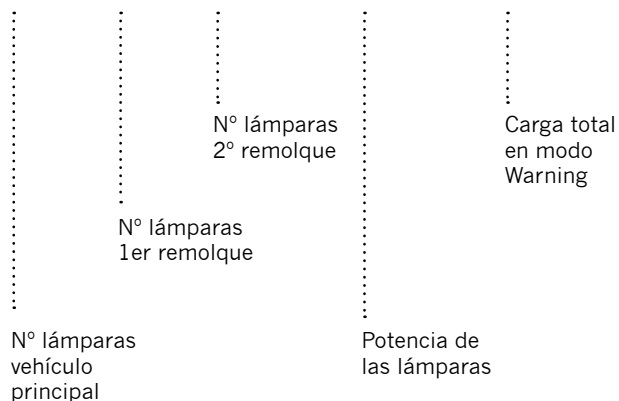 Nº lámparas
2º remolque
Carga total
en modo
Warning
Nº lámparas
1er remolque
Nº lámparas
vehículo
principal
Potencia de
las lámparas